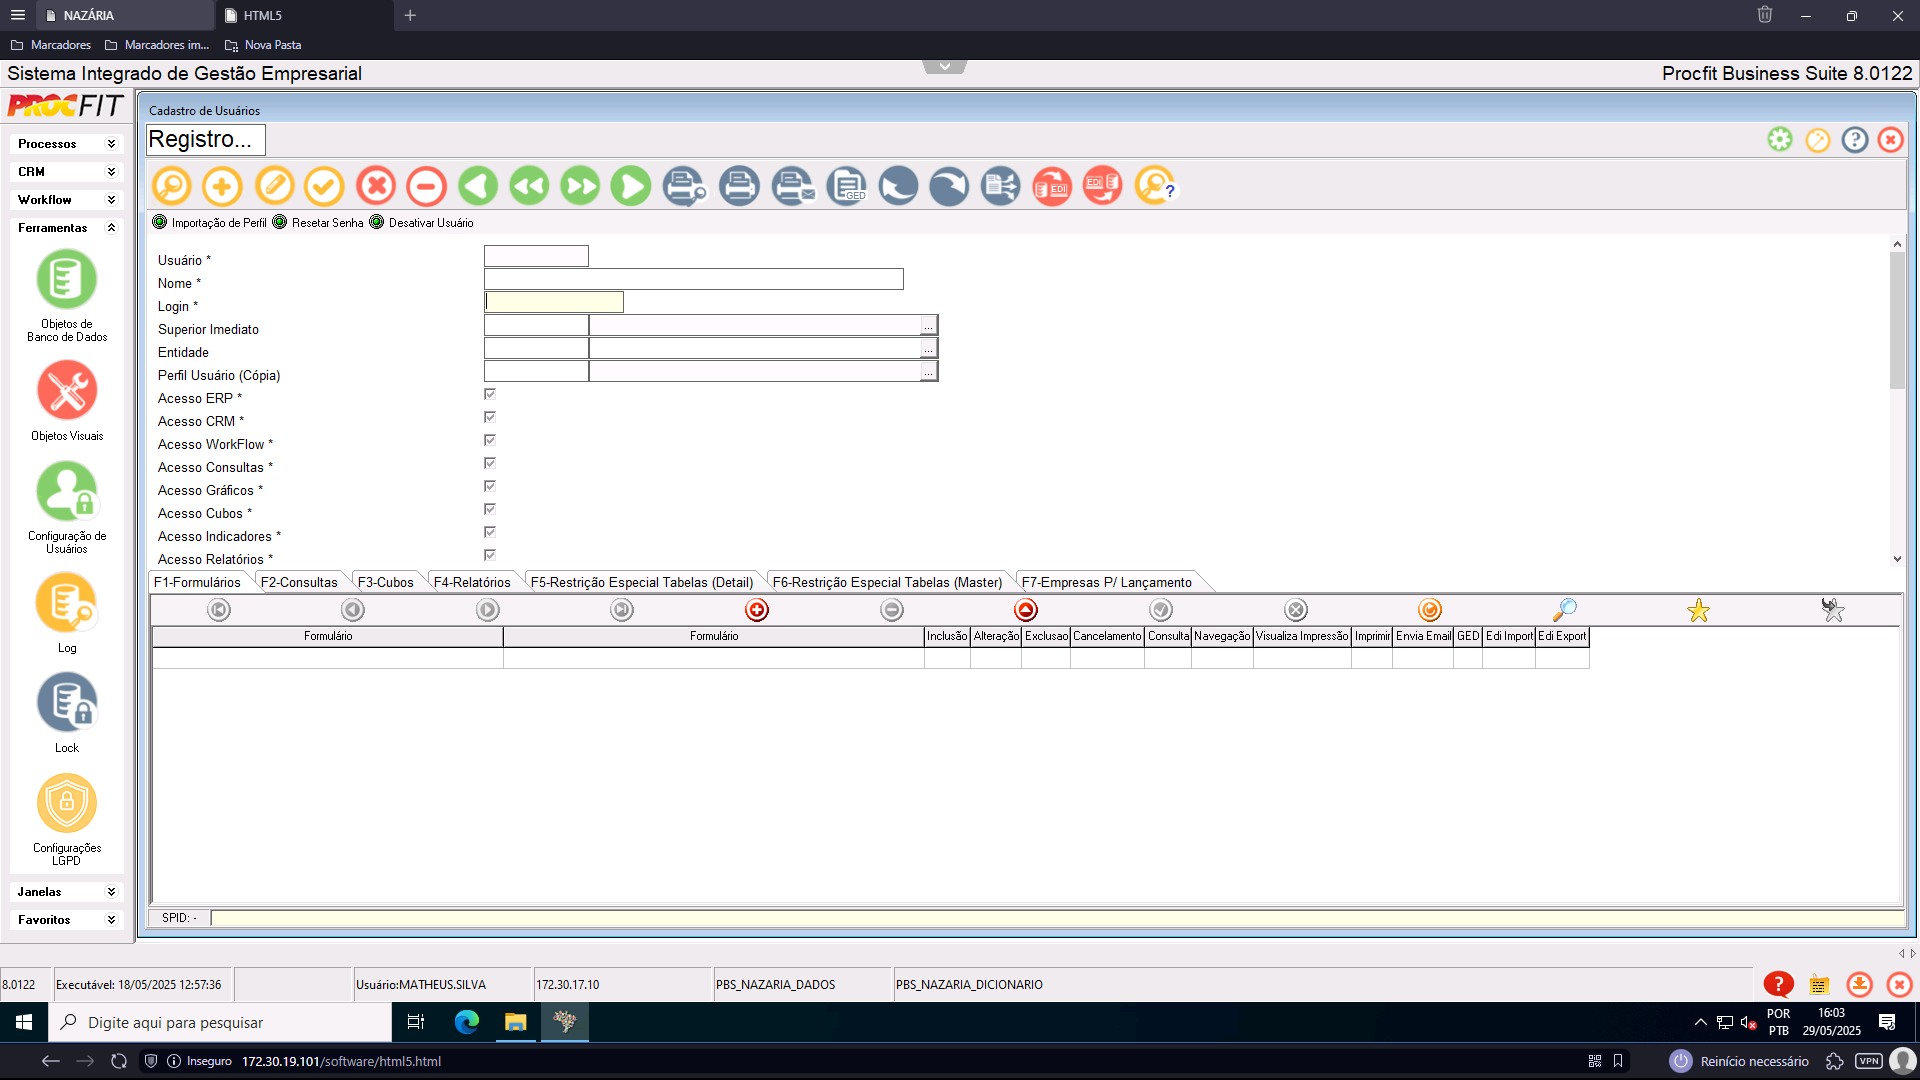 NAZÁRIA
HTML5
Marcadores
Marcadores im...
Nova Pasta
Sistema Integrado de Gestão Empresarial
Procfit Business Suite 8.0122
PROCFIT
Cadastro de Usuários
Registro...
Processos
CRM
Workflow
Ferramentas
Objetos de
Banco de Dados
Objetos Visuais
Configuração de
Usuários
Log
Lock
Configurações
LGPD
Janelas
Favoritos
GED
EDI
EDI
?
?
Importação de Perfil
Resetar Senha
Desativar Usuário
Usuário *
Nome *
Login *
Superior Imediato
...
Entidade
...
Perfil Usuário (Cópia)
...
Acesso ERP *
Acesso CRM *
Acesso WorkFlow *
Acesso Consultas *
Acesso Gráficos *
Acesso Cubos *
Acesso Indicadores *
Acesso Relatórios *
F1-Formulários
F2-Consultas
F3-Cubos
F4-Relatórios
F5-Restrição Especial Tabelas (Detail)
F6-Restrição Especial Tabelas (Master)
F7-Empresas P/ Lançamento
Formulário
Formulário
Inclusão
Alteração
Exclusao
Cancelamento
Consulta
Navegação
Visualiza Impressão
Imprimir
Envia Email
GED
Edi Import
Edi Export
SPID: -
8.0122
Executável: 18/05/2025 12:57:36
Usuário:MATHEUS.SILVA
172.30.17.10
PBS_NAZARIA_DADOS
PBS_NAZARIA_DICIONARIO
?
Digite aqui para pesquisar
POR
PTB
16:03
29/05/2025
Inseguro
172.30.19.101/software/html5.html
Reinício necessário
VPN